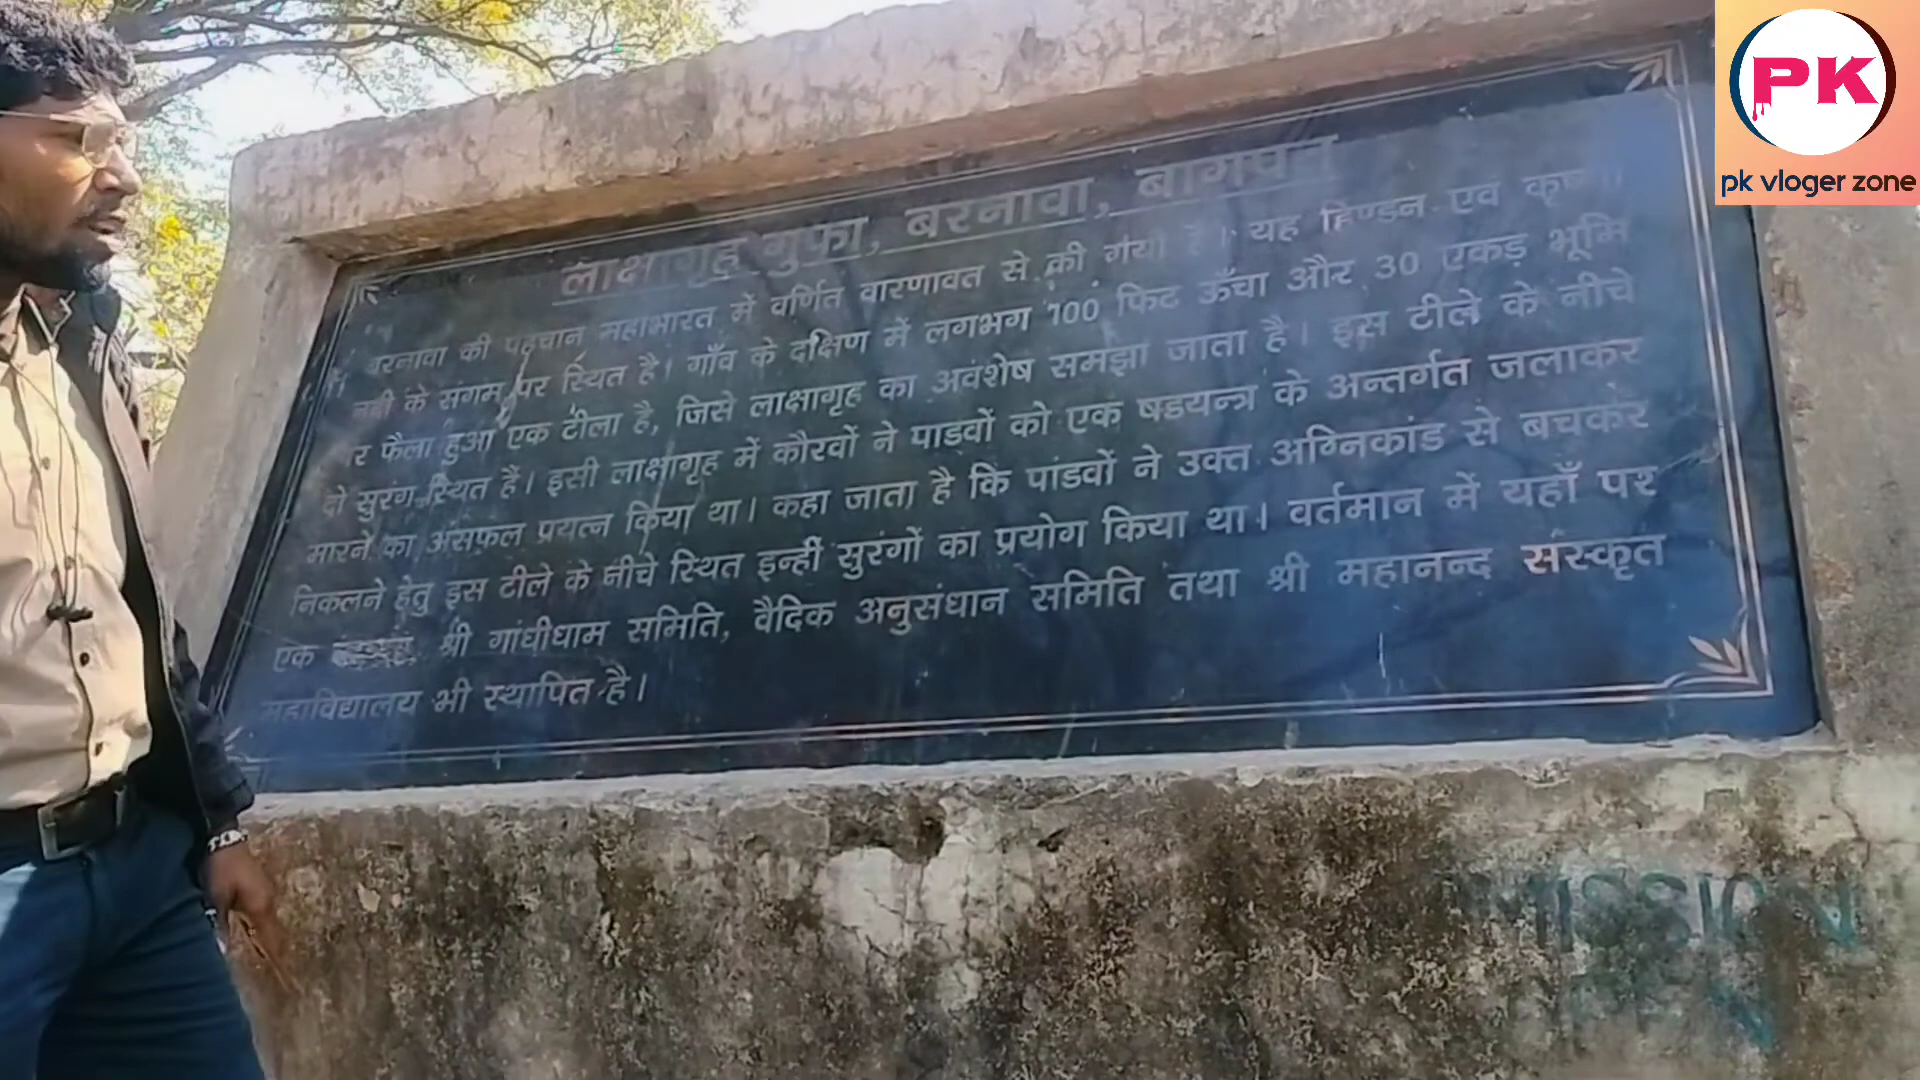 लाक्षागृह गुफा, बरनावा, बागपत
बरनावा की पहचान महाभारत में वर्णित वारणावत से की गयी है। यह हिण्डन एवं कृष्णा
नदी के संगम पर स्थित है। गाँव के दक्षिण में लगभग 100 फिट ऊँचा और 30 एकड़ भूमि
फैला हुआ एक टीला है, जिसे लाक्षागृह का अवंशेष समझा जाता है। इस टीले के नीचे
दो सुरंग स्थित हैं। इसी लाक्षागृह में कौरवों ने पाडवों को एक षडयन्त्र के अन्तर्गत जलाकर
मारने का असफल प्रयत्न किया था। कहा जाता है कि पांडवों ने उक्त अग्निकांड से बचकर
निकलने हेतु इस टीले के नीचे स्थित इन्हीं सुरंगों का प्रयोग किया था। वर्तमान में यहाँ पर
एक श्री गांधीधाम समिति, वैदिक अनुसंधान समिति तथा श्री महानन्द संस्कृत
महाविद्यालय भी स्थापित है।
MISSION
PK
pk vloger zone